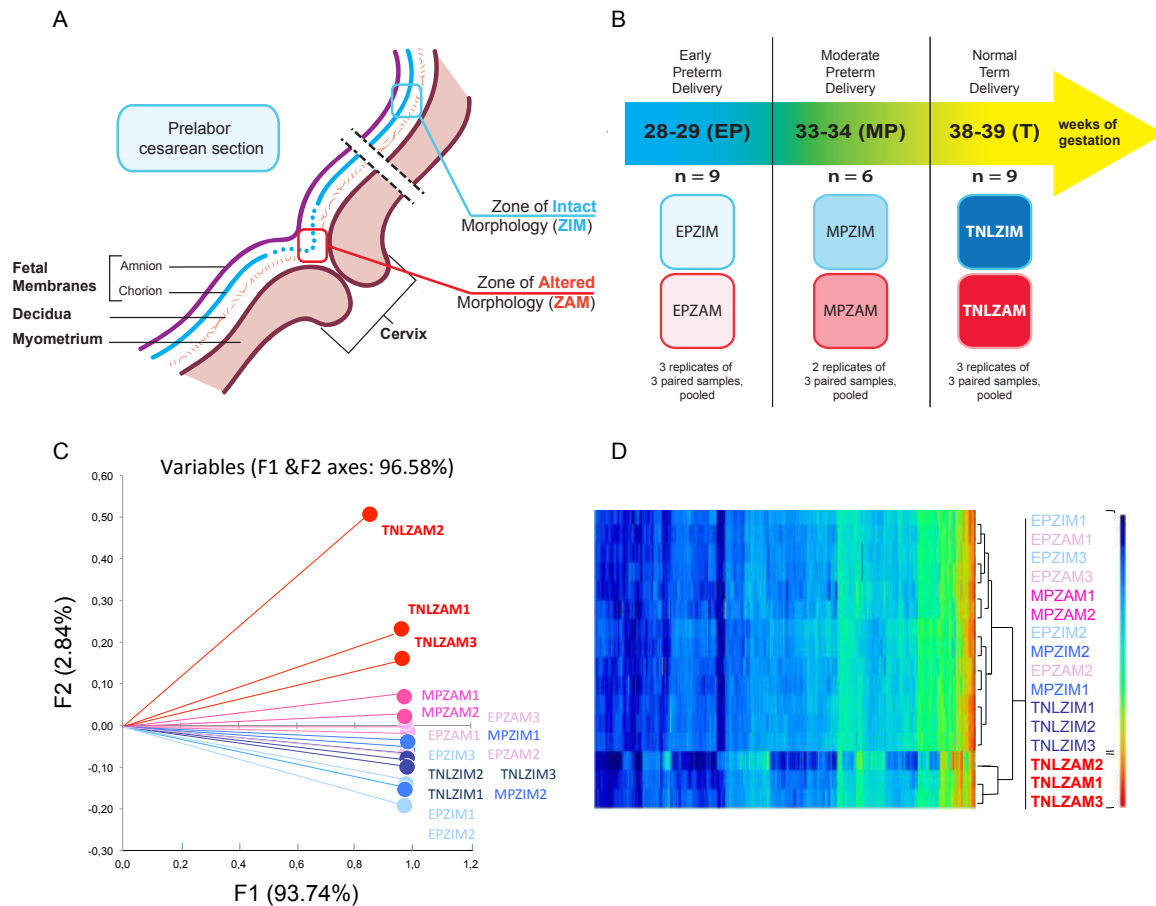 A
Prelabor
cesarean section
Zone of Intact
Morphology (ZIM)
Zone of Altered
Morphology (ZAM)
Fetal
Membranes
Amnion
Chorion
Decidua
Myometrium
Cervix
B
Early
Preterm
Delivery
Moderate
Preterm
Delivery
Normal
Term
Delivery
28-29 (EP)
33-34 (MP)
38-39 (T)
weeks of
gestation
n = 9
n = 6
n = 9
EPZIM
MPZIM
TNLZIM
EPZAM
MPZAM
TNLZAM
3 replicates of
3 paired samples,
pooled
2 replicates of
3 paired samples,
pooled
3 replicates of
3 paired samples,
pooled
C
Variables (F1 &F2 axes: 96.58%)
F2 (2.84%)
0,60
0,50
0,40
0,30
0,20
0,10
0,00
-0,10
-0,20
-0,30
0,0
0,2
0,4
0,6
0,8
1,0
1,2
F1 (93.74%)
TNLZAM2
TNLZAM1
TNLZAM3
MPZAM1
MPZAM2
EPZAM3
EPZAM1
MPZIM1
EPZIM3
EPZAM2
TNLZIM2
TNLZIM3
TNLZIM1
MPZIM2
EPZIM1
EPZIM2
D
EPZIM1
EPZAM1
EPZIM3
EPZAM3
MPZAM1
MPZAM2
EPZIM2
MPZIM2
EPZAM2
MPZIM1
TNLZIM1
TNLZIM2
TNLZIM3
TNLZAM2
TNLZAM1
TNLZAM3